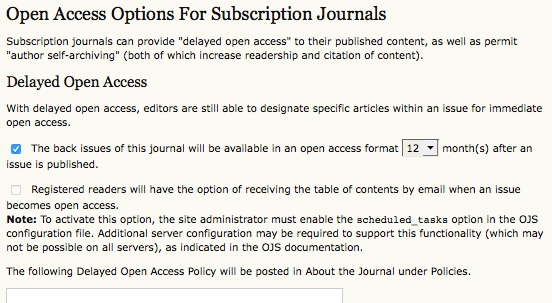 Open Access Options For Subscription Journals
Subscription journals can provide "delayed open access" to their published content, as well as permit
"author self-archiving" (both of which increase readership and citation of content).
Delayed Open Access
With delayed open access, editors are still able to designate specific articles within an issue for immediate
open access.
The back issues of this journal will be available in an open access format 12 month(s) after an
issue is published.
Registered readers will have the option of receiving the table of contents by email when an issue
becomes open access.
Note: To activate this option, the site administrator must enable the scheduled_tasks option in the OJS
configuration file. Additional server configuration may be required to support this functionality (which may
not be possible on all servers), as indicated in the OJS documentation.
The following Delayed Open Access Policy will be posted in About the Journal under Policies.